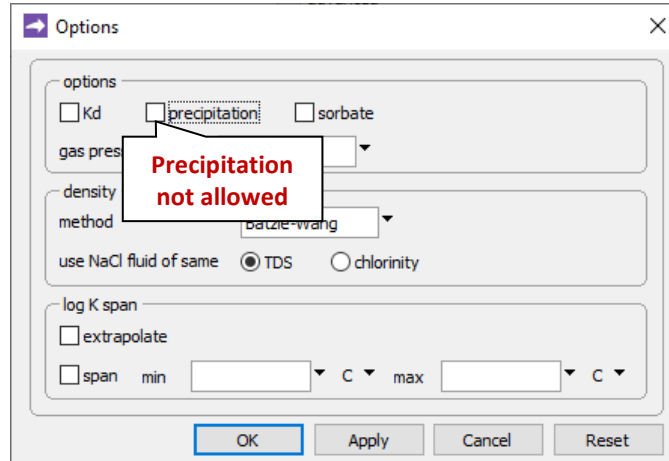 Options
options
Kd precipitation sorbate
gas pres
Precipitation
not allowed
density
method Batzle-Wang
use NaCl fluid of same TDS chlorinity
log K span
extrapolate
span min C max C
OK Apply Cancel Reset